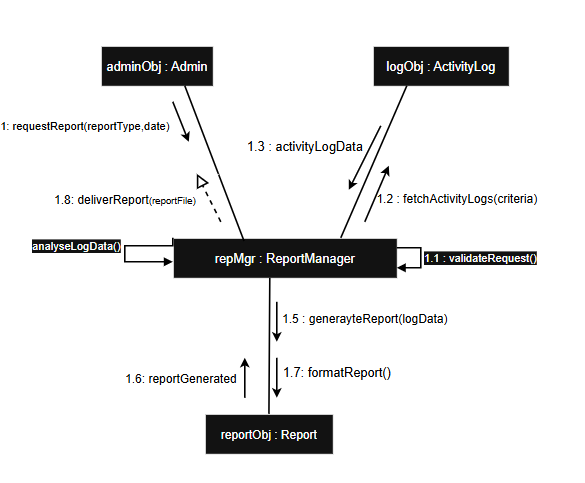 adminObj : Admin
logObj : ActivityLog
1: requestReport(reportType,date)
1.3 : activityLogData
1.8: deliverReport(reportFile)
1.2 : fetchActivityLogs(criteria)
analyseLogData()
repMgr : ReportManager
1.1 : validateRequest()
1.5 : generayteReport(logData)
1.6: reportGenerated
1.7: formatReport()
reportObj : Report